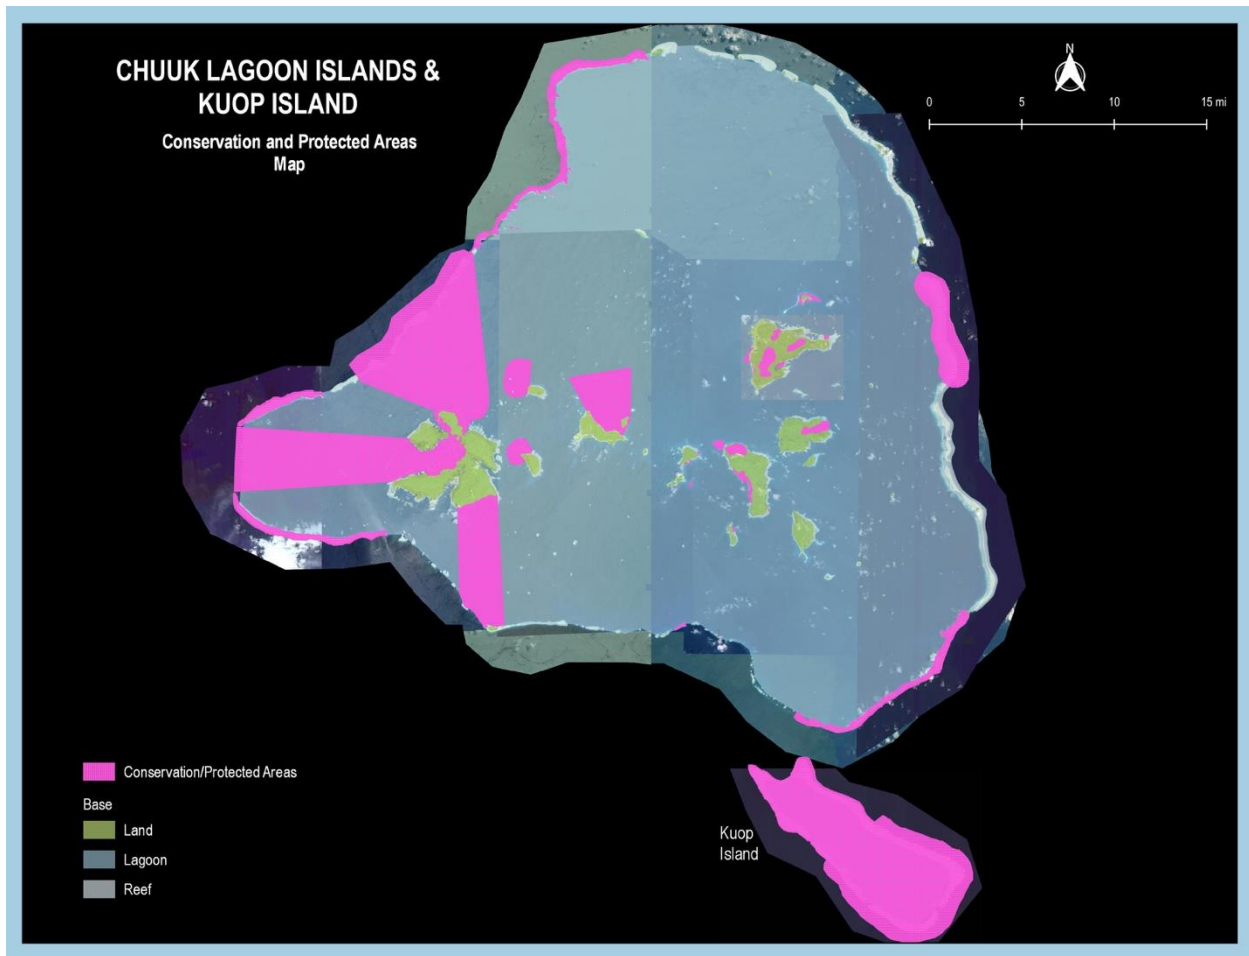 CHUUK LAGOON ISLANDS &
KUOP ISLAND
Conservation and Protected Areas
Map
N
0 5 10 15 mi
Conservation/Protected Areas
Base
Land
Lagoon
Reef
Kuop
Island